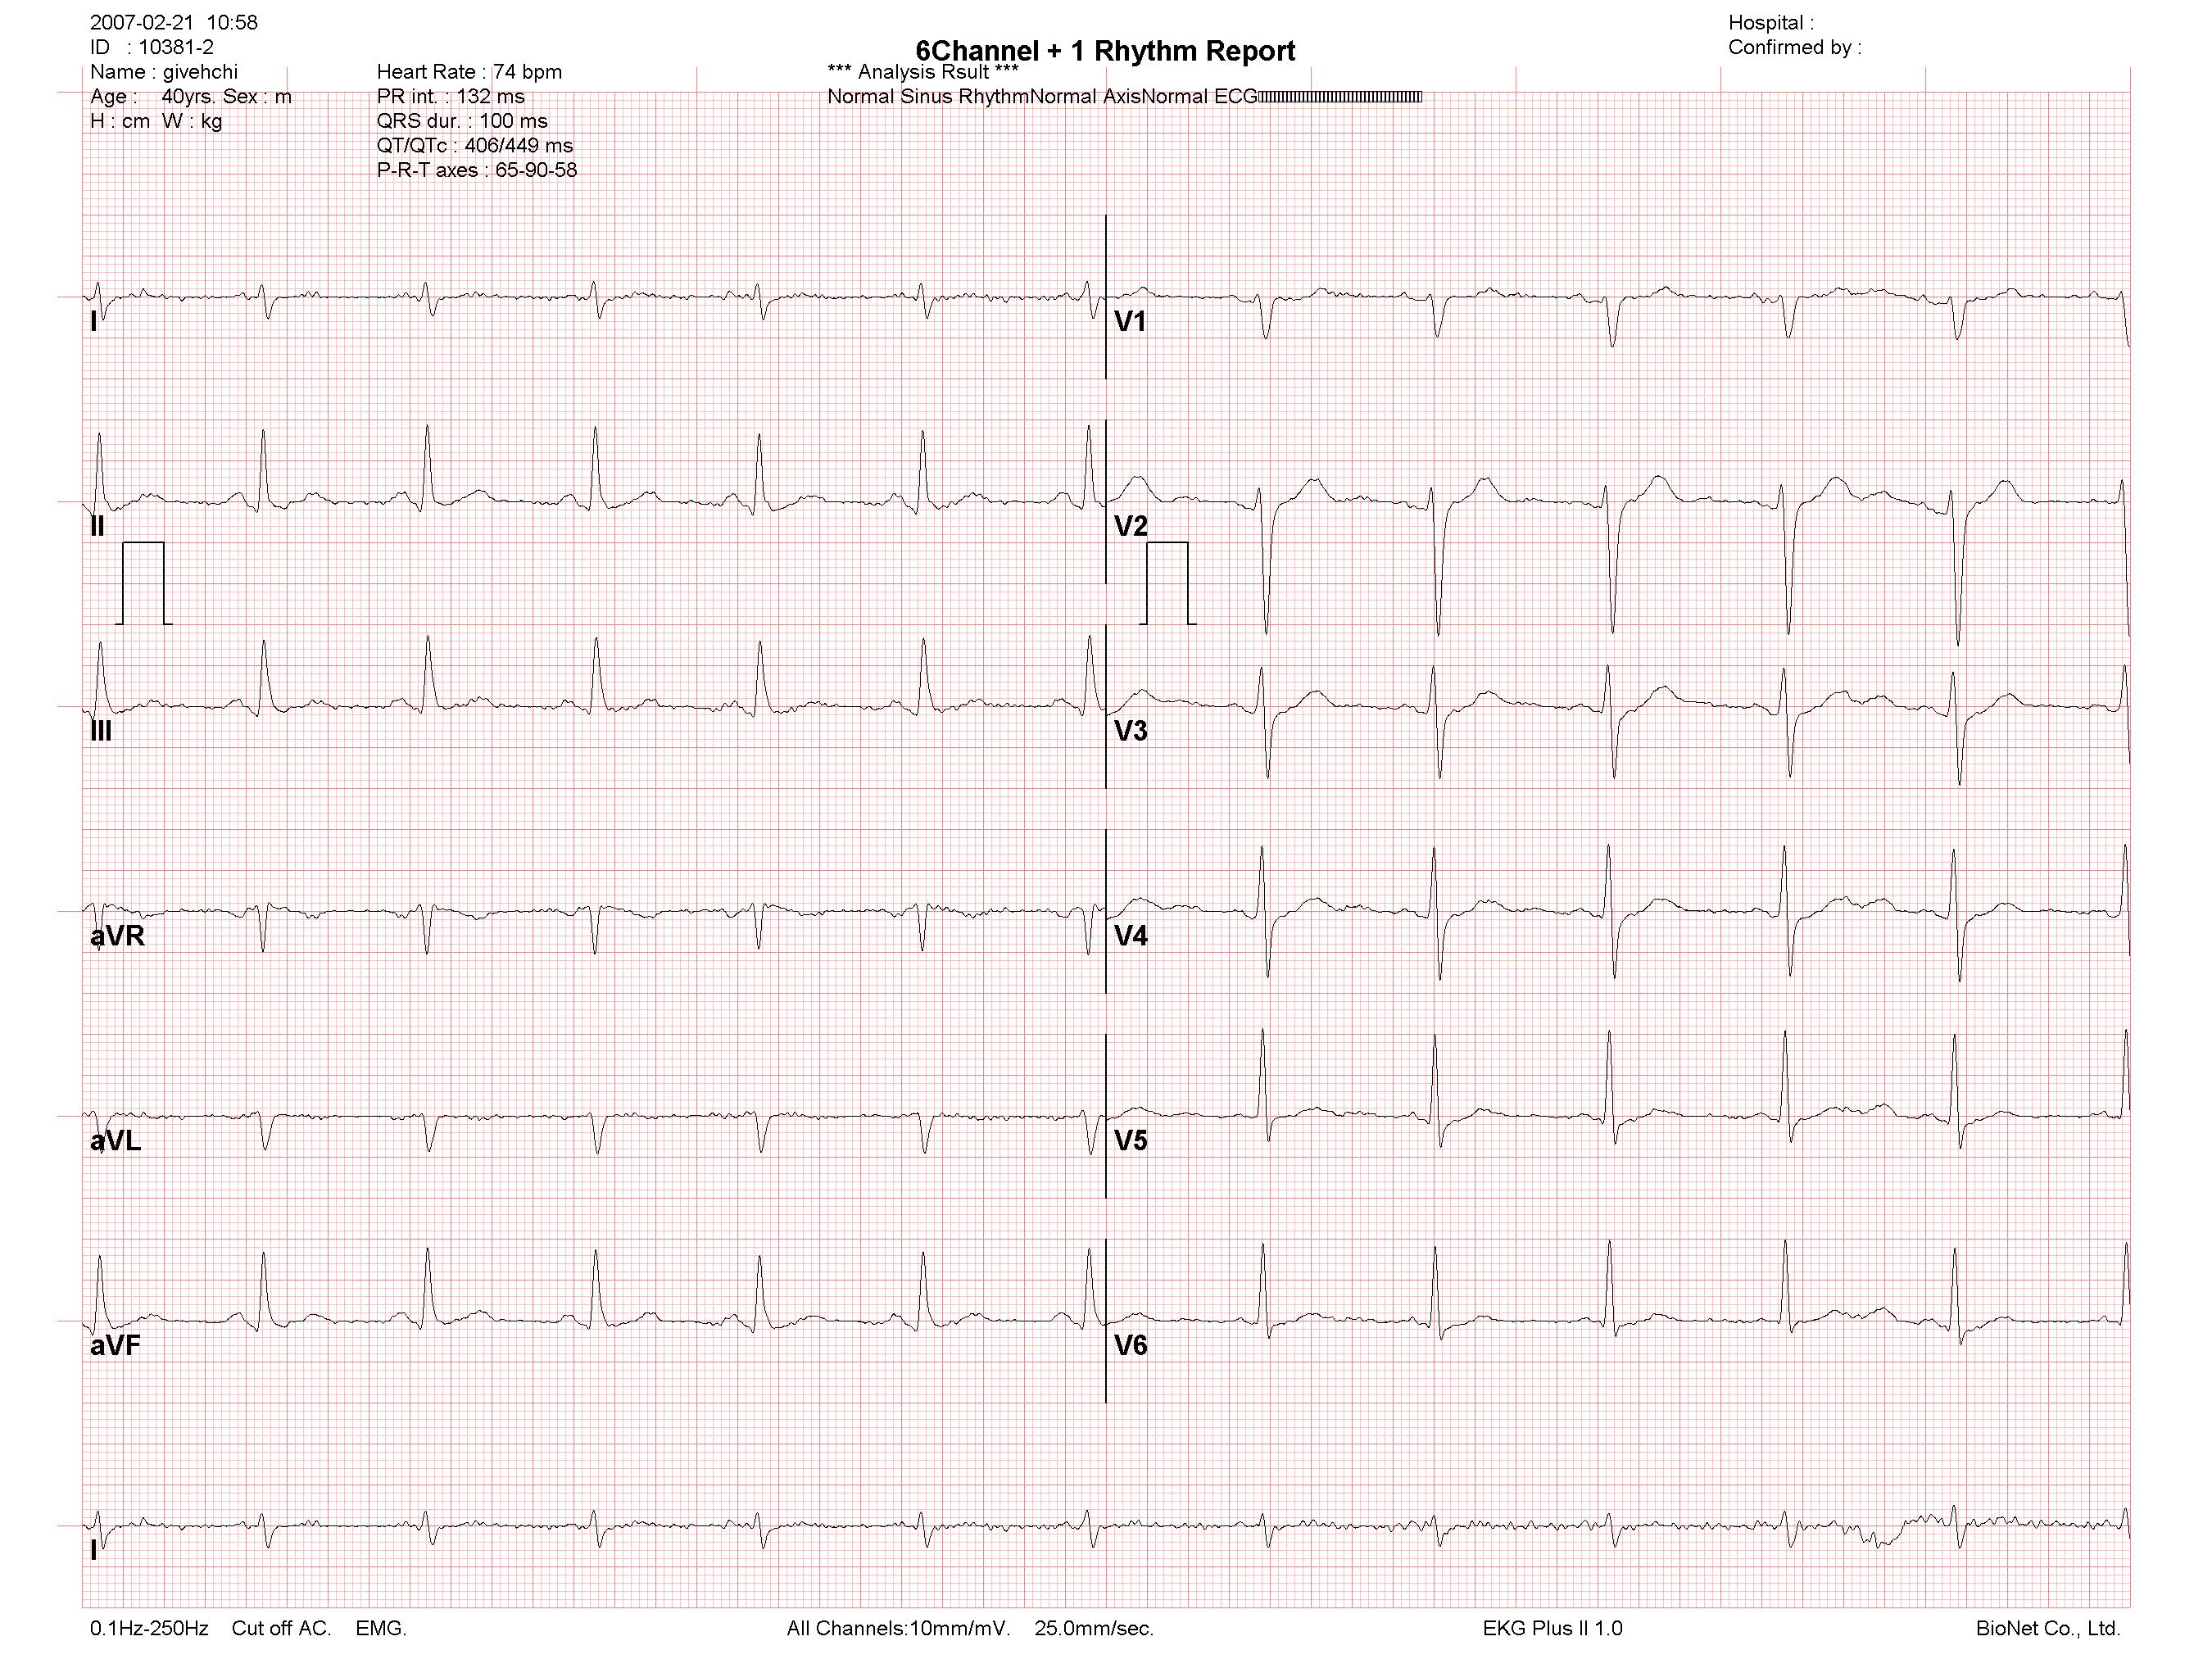 2007-02-21 10:58
ID : 10381-2
Name : givehchi
Age : 40yrs. Sex : m
H : cm W : kg
Heart Rate : 74 bpm
PR int. : 132 ms
QRS dur. : 100 ms
QT/QTc : 406/449 ms
P-R-T axes : 65-90-58
6Channel + 1 Rhythm Report
*** Analysis Rsult ***
Normal Sinus RhythmNormal AxisNormal ECG
Hospital :
Confirmed by :
I
V1
II
V2
III
V3
aVR
V4
aVL
V5
aVF
V6
I
0.1Hz-250Hz Cut off AC. EMG.
All Channels:10mm/mV. 25.0mm/sec.
EKG Plus II 1.0
BioNet Co., Ltd.